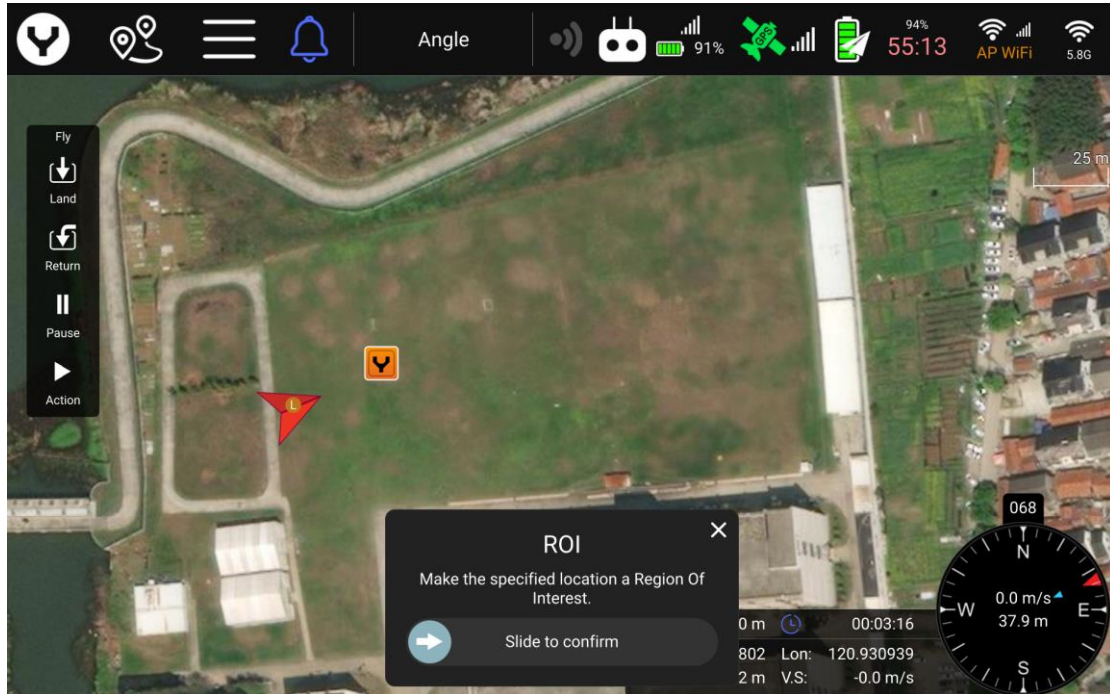 Angle
GPS
91%
94%
55:13
AP WiFi
5.8G
Fly
Land
Return
Pause
Action
25 m
L
ROI
Make the specified location a Region Of
Interest.
Slide to confirm
0 m 00:03:16
802 Lon: 120.930939
2 m V.S: -0.0 m/s
068
N
W
E
S
0.0 m/s
37.9 m